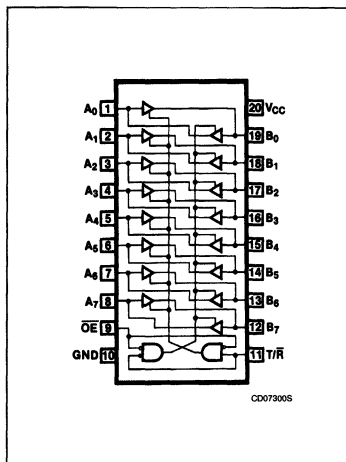 A0 1 20 VCC
A1 2 19 B0
A2 3 18 B1
A3 4 17 B2
A4 5 16 B3
A5 6 15 B4
A6 7 14 B5
A7 8 13 B6
OE 9 12 B7
GND 10 11 T/R
CD07300S